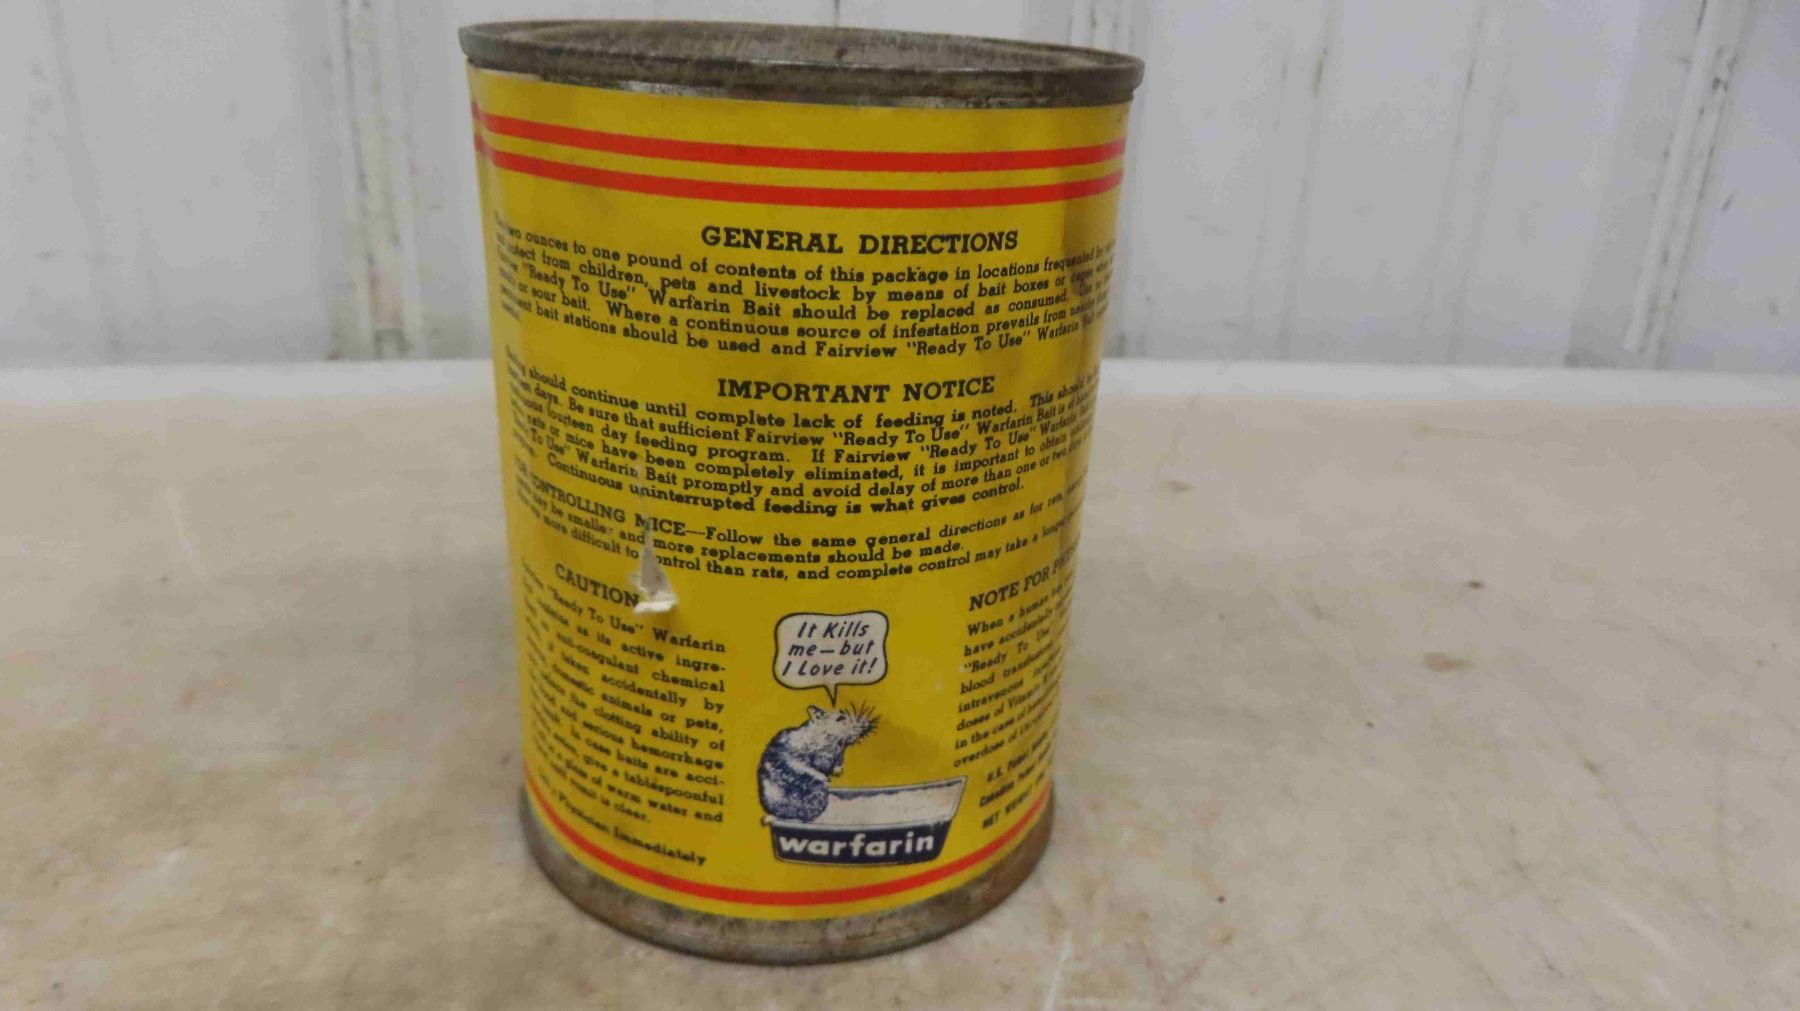 GENERAL DIRECTIONS
two ounces to one pound of contents of this package in locations frequented by
protect from children, pets and livestock by means of bait boxes or
"Ready To Use" Warfarin Bait should be replaced as consumed.
or sour bait. Where a continuous source of infestation prevails from
bait stations should be used and Fairview "Ready To Use" Warfarin
IMPORTANT NOTICE
should continue until complete lack of feeding is noted. This should
days. Be sure that sufficient Fairview "Ready To Use" Warfarin Bait is
fourteen day feeding program. If Fairview "Ready To Use" Warfarin
rats or mice have been completely eliminated, it is important to obtain
To Use" Warfarin Bait promptly and avoid delay of more than one or two
Continuous uninterrupted feeding is what gives control.
CONTROLLING MICE—Follow the same general directions as for rats,
may be smaller and more replacements should be made.
more difficult to control than rats, and complete control may take a longer
CAUTION
"Ready To Use" Warfarin
as its active ingre-
anti-coagulant chemical
if taken accidentally by
domestic animals or pets,
the clotting ability of
and serious hemorrhage
In case baits are acci-
give a tablespoonful
glass of warm water and
is clear.
Physician Immediately
It Kills
me—but
I Love it!
warfarin
NOTE FOR
When a human
have accidentally
"Ready To Use
blood
intravenous
doses of Vitamin
in the case of
overdose of
U.S. Patent
Canadian Patent
NET WEIGHT